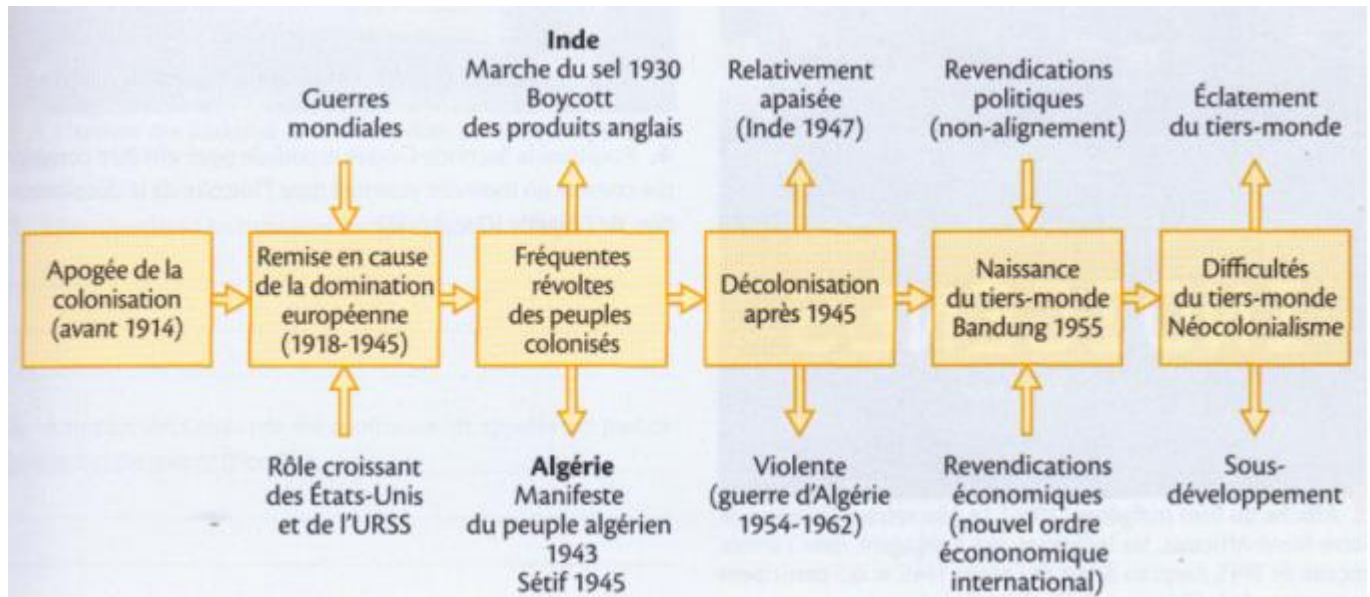 Inde
Marche du sel 1930
Boycott
des produits anglais
Guerres
mondiales
Relativement
apaisée
(Inde 1947)
Revendications
politiques
(non-alignement)
Éclatement
du tiers-monde
Apogée de la
colonisation
(avant 1914)
Remise en cause
de la domination
européenne
(1918-1945)
Fréquentes
révoltes
des peuples
colonisés
Décolonisation
après 1945
Naissance
du tiers-monde
Bandung 1955
Difficultés
du tiers-monde
Néocolonialisme
Rôle croissant
des États-Unis
et de l'URSS
Algérie
Manifeste
du peuple algérien
1943
Sétif 1945
Violente
(guerre d'Algérie
1954-1962)
Revendications
économiques
(nouvel ordre
écononomique
international)
Sous-
développement